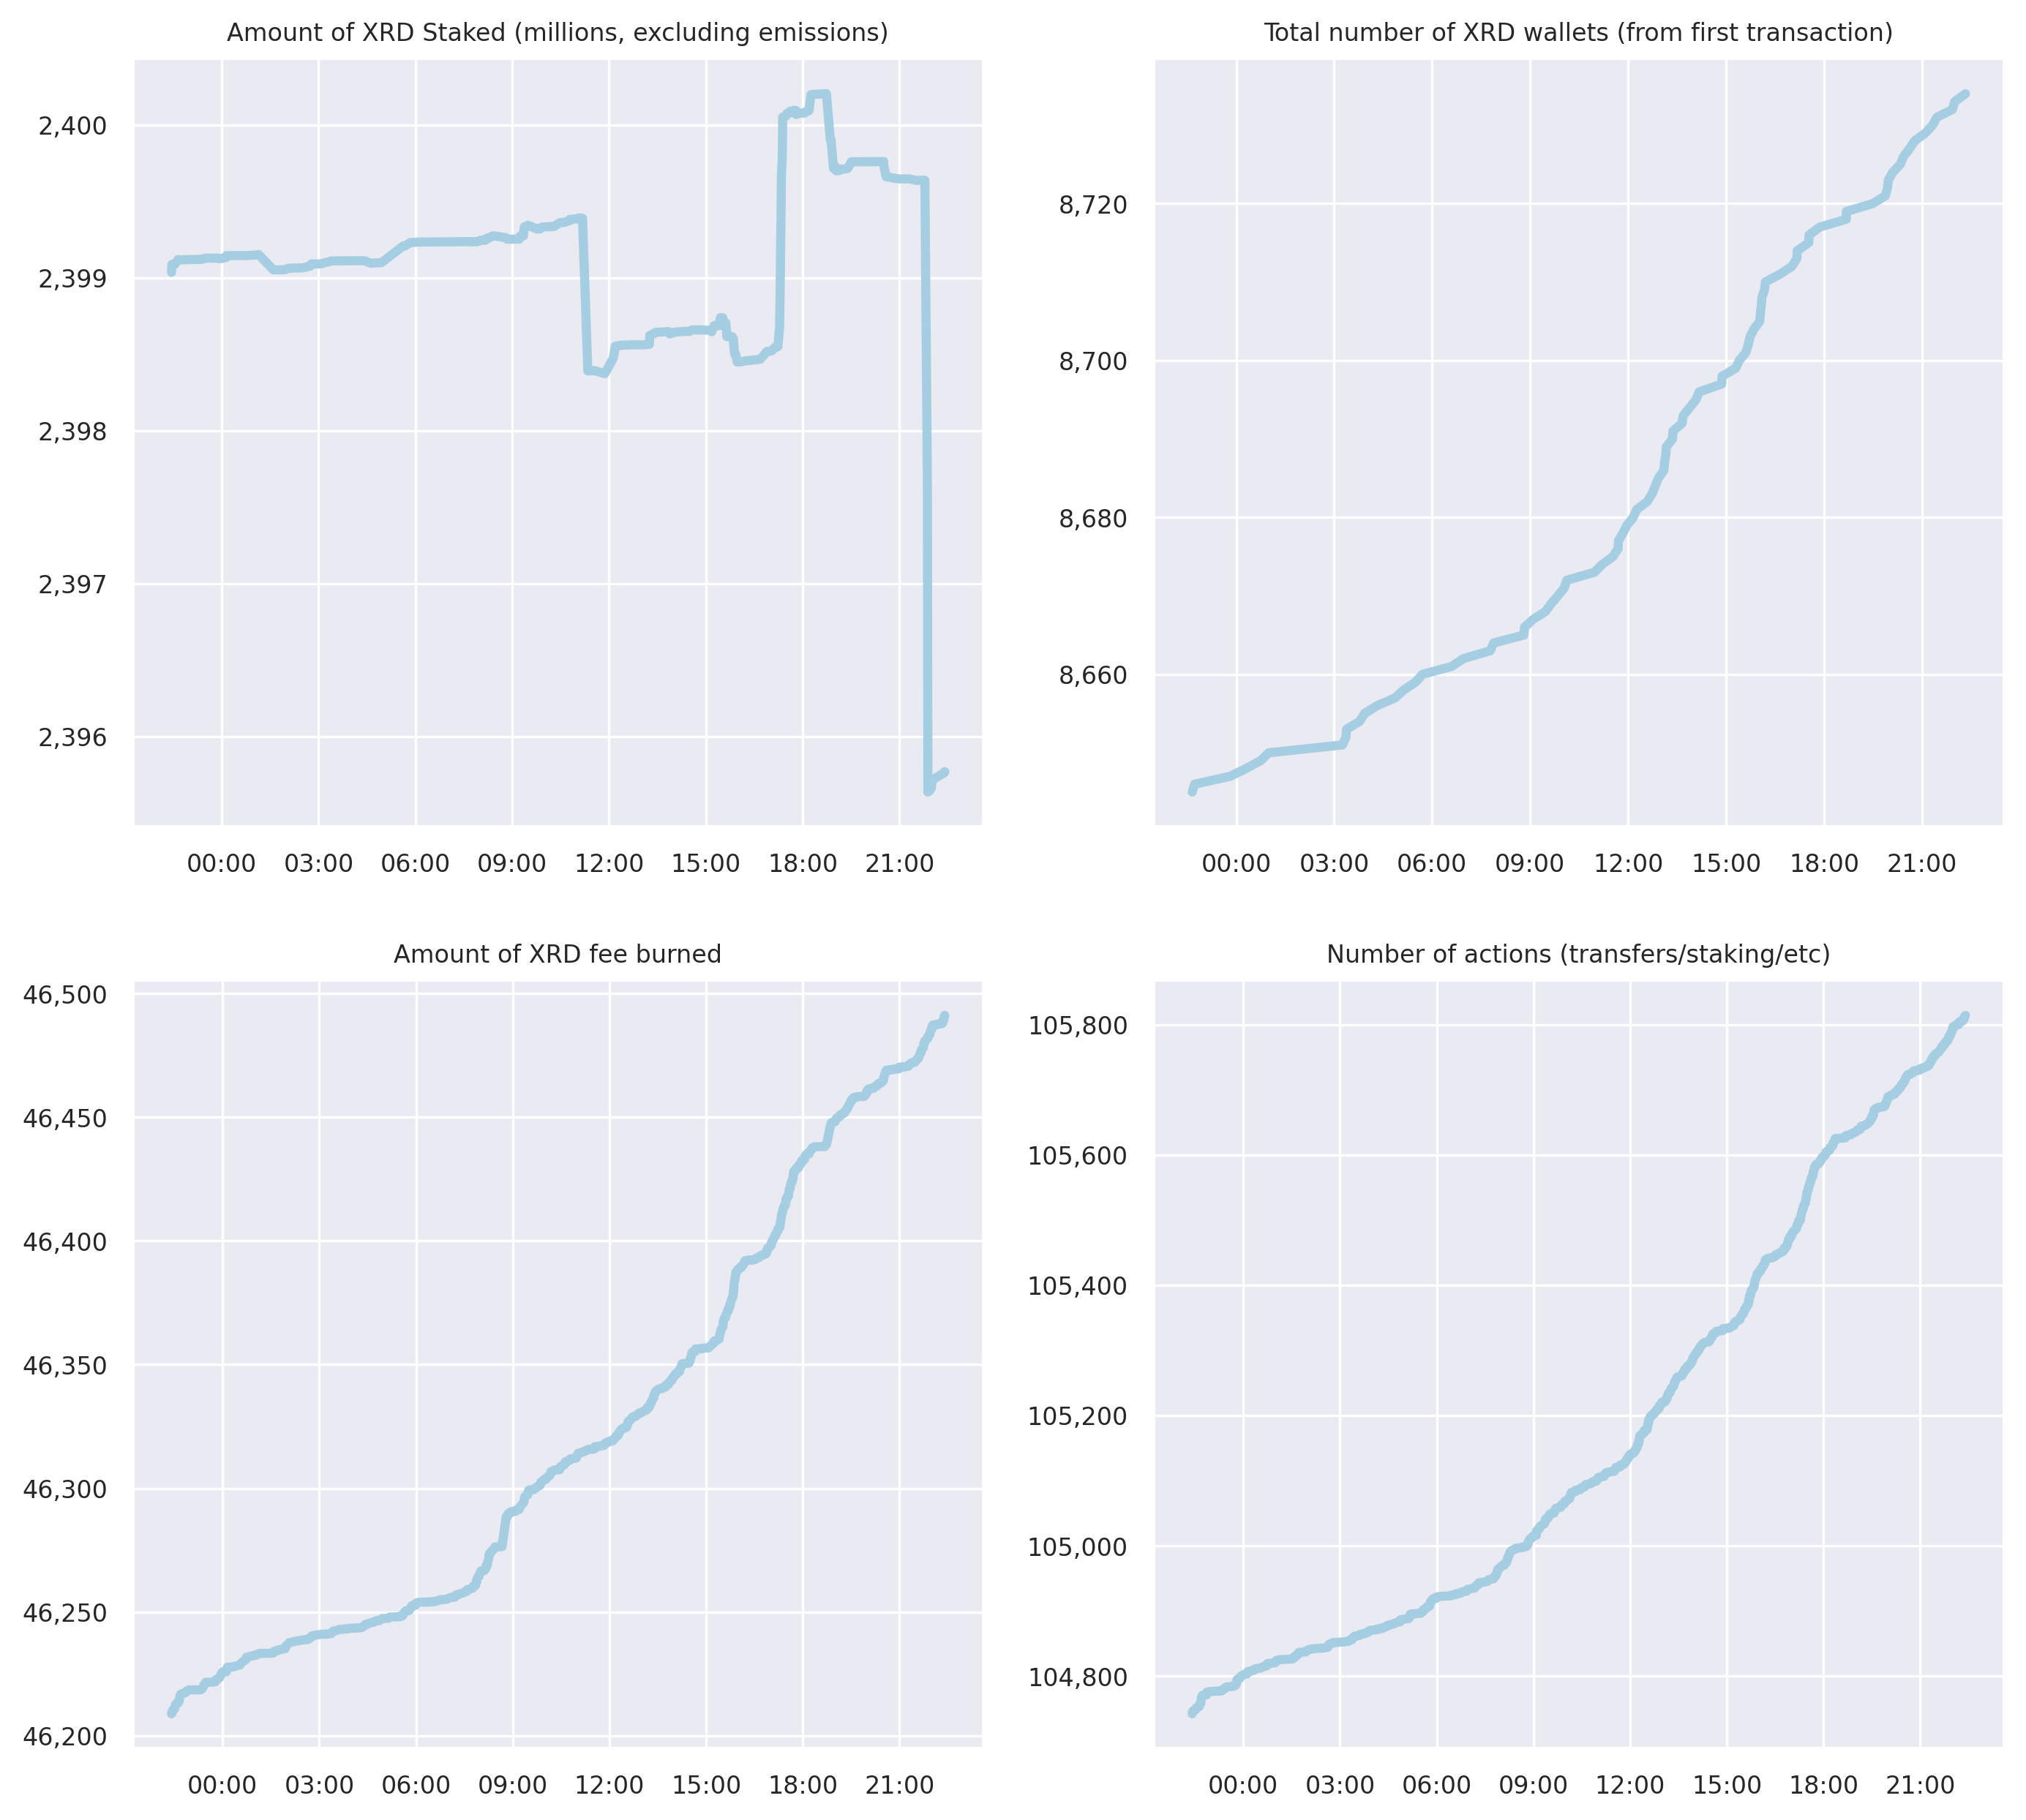 Amount of XRD Staked (millions, excluding emissions)
2,400
2,399
2,398
2,397
2,396
00:00 03:00 06:00 09:00 12:00 15:00 18:00 21:00
Total number of XRD wallets (from first transaction)
8,720
8,700
8,680
8,660
00:00 03:00 06:00 09:00 12:00 15:00 18:00 21:00
Amount of XRD fee burned
46,500
46,450
46,400
46,350
46,300
46,250
46,200
00:00 03:00 06:00 09:00 12:00 15:00 18:00 21:00
Number of actions (transfers/staking/etc)
105,800
105,600
105,400
105,200
105,000
104,800
00:00 03:00 06:00 09:00 12:00 15:00 18:00 21:00